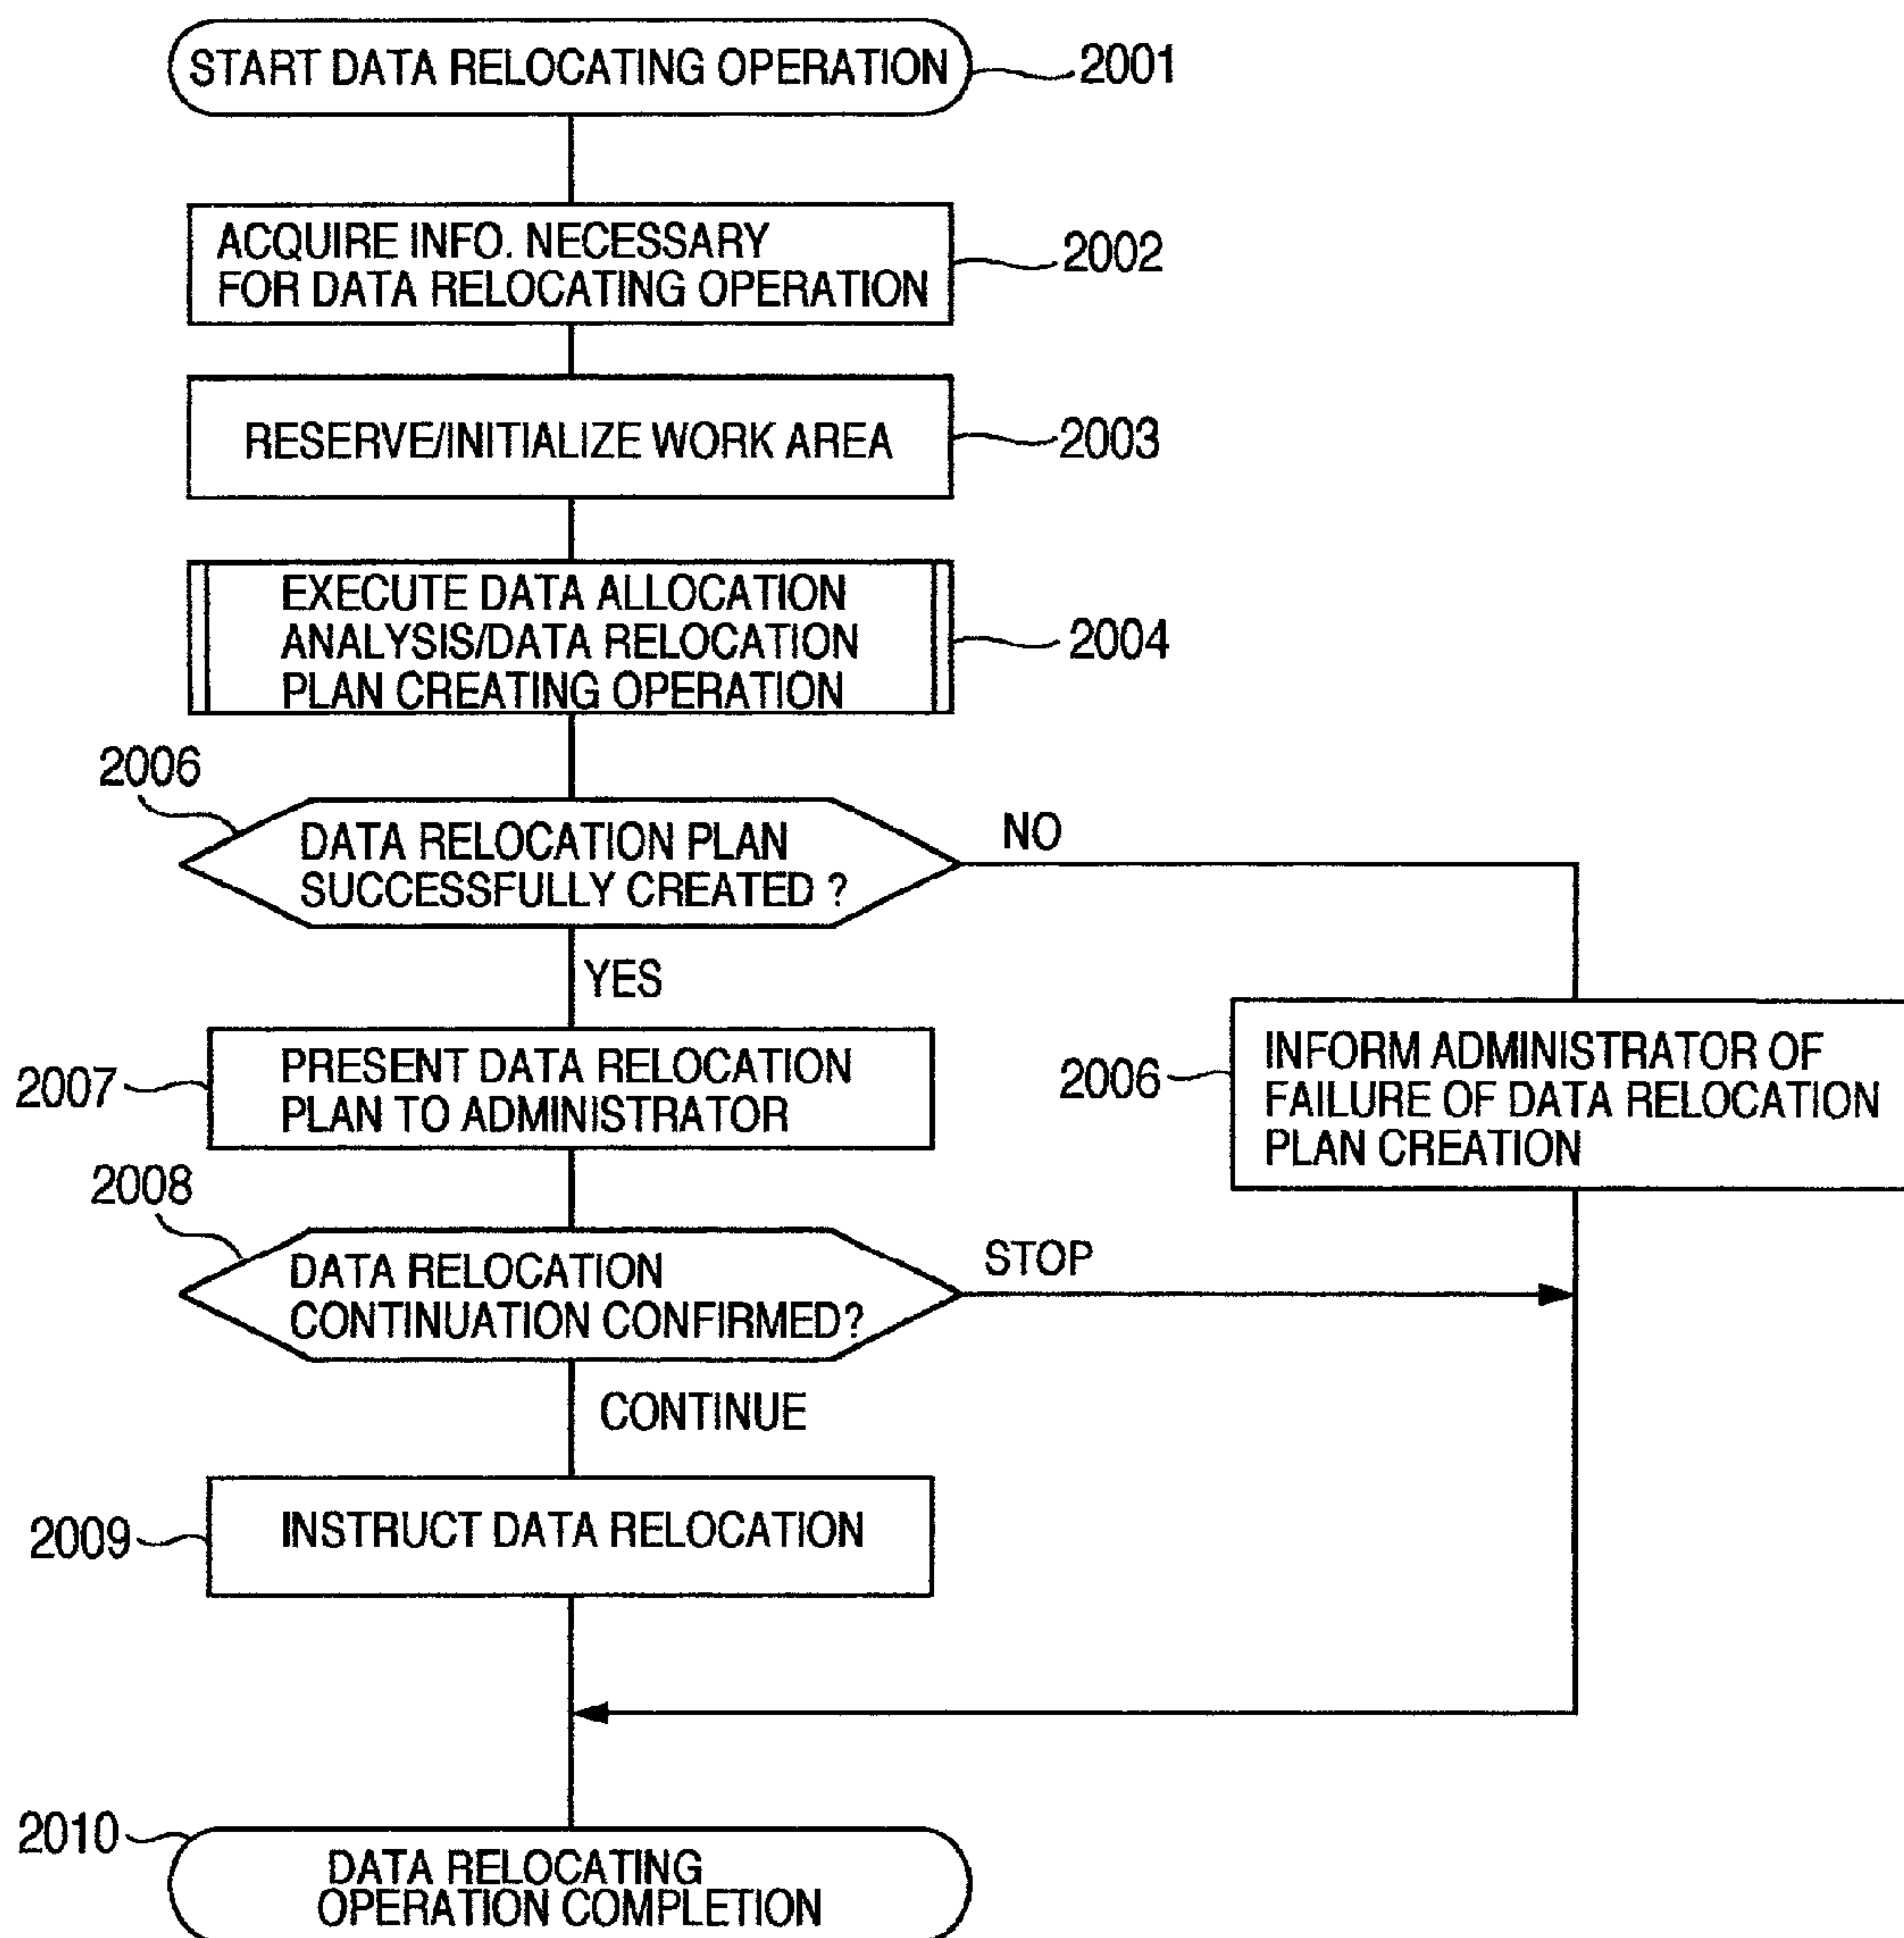 START DATA RELOCATING OPERATION
2001
ACQUIRE INFO. NECESSARY
FOR DATA RELOCATING OPERATION
2002
RESERVE/INITIALIZE WORK AREA
2003
EXECUTE DATA ALLOCATION
ANALYSIS/DATA RELOCATION
PLAN CREATING OPERATION
2004
2006
DATA RELOCATION PLAN
SUCCESSFULLY CREATED ?
NO
YES
2007
PRESENT DATA RELOCATION
PLAN TO ADMINISTRATOR
2006
INFORM ADMINISTRATOR OF
FAILURE OF DATA RELOCATION
PLAN CREATION
2008
DATA RELOCATION
CONTINUATION CONFIRMED?
STOP
CONTINUE
2009
INSTRUCT DATA RELOCATION
2010
DATA RELOCATING
OPERATION COMPLETION